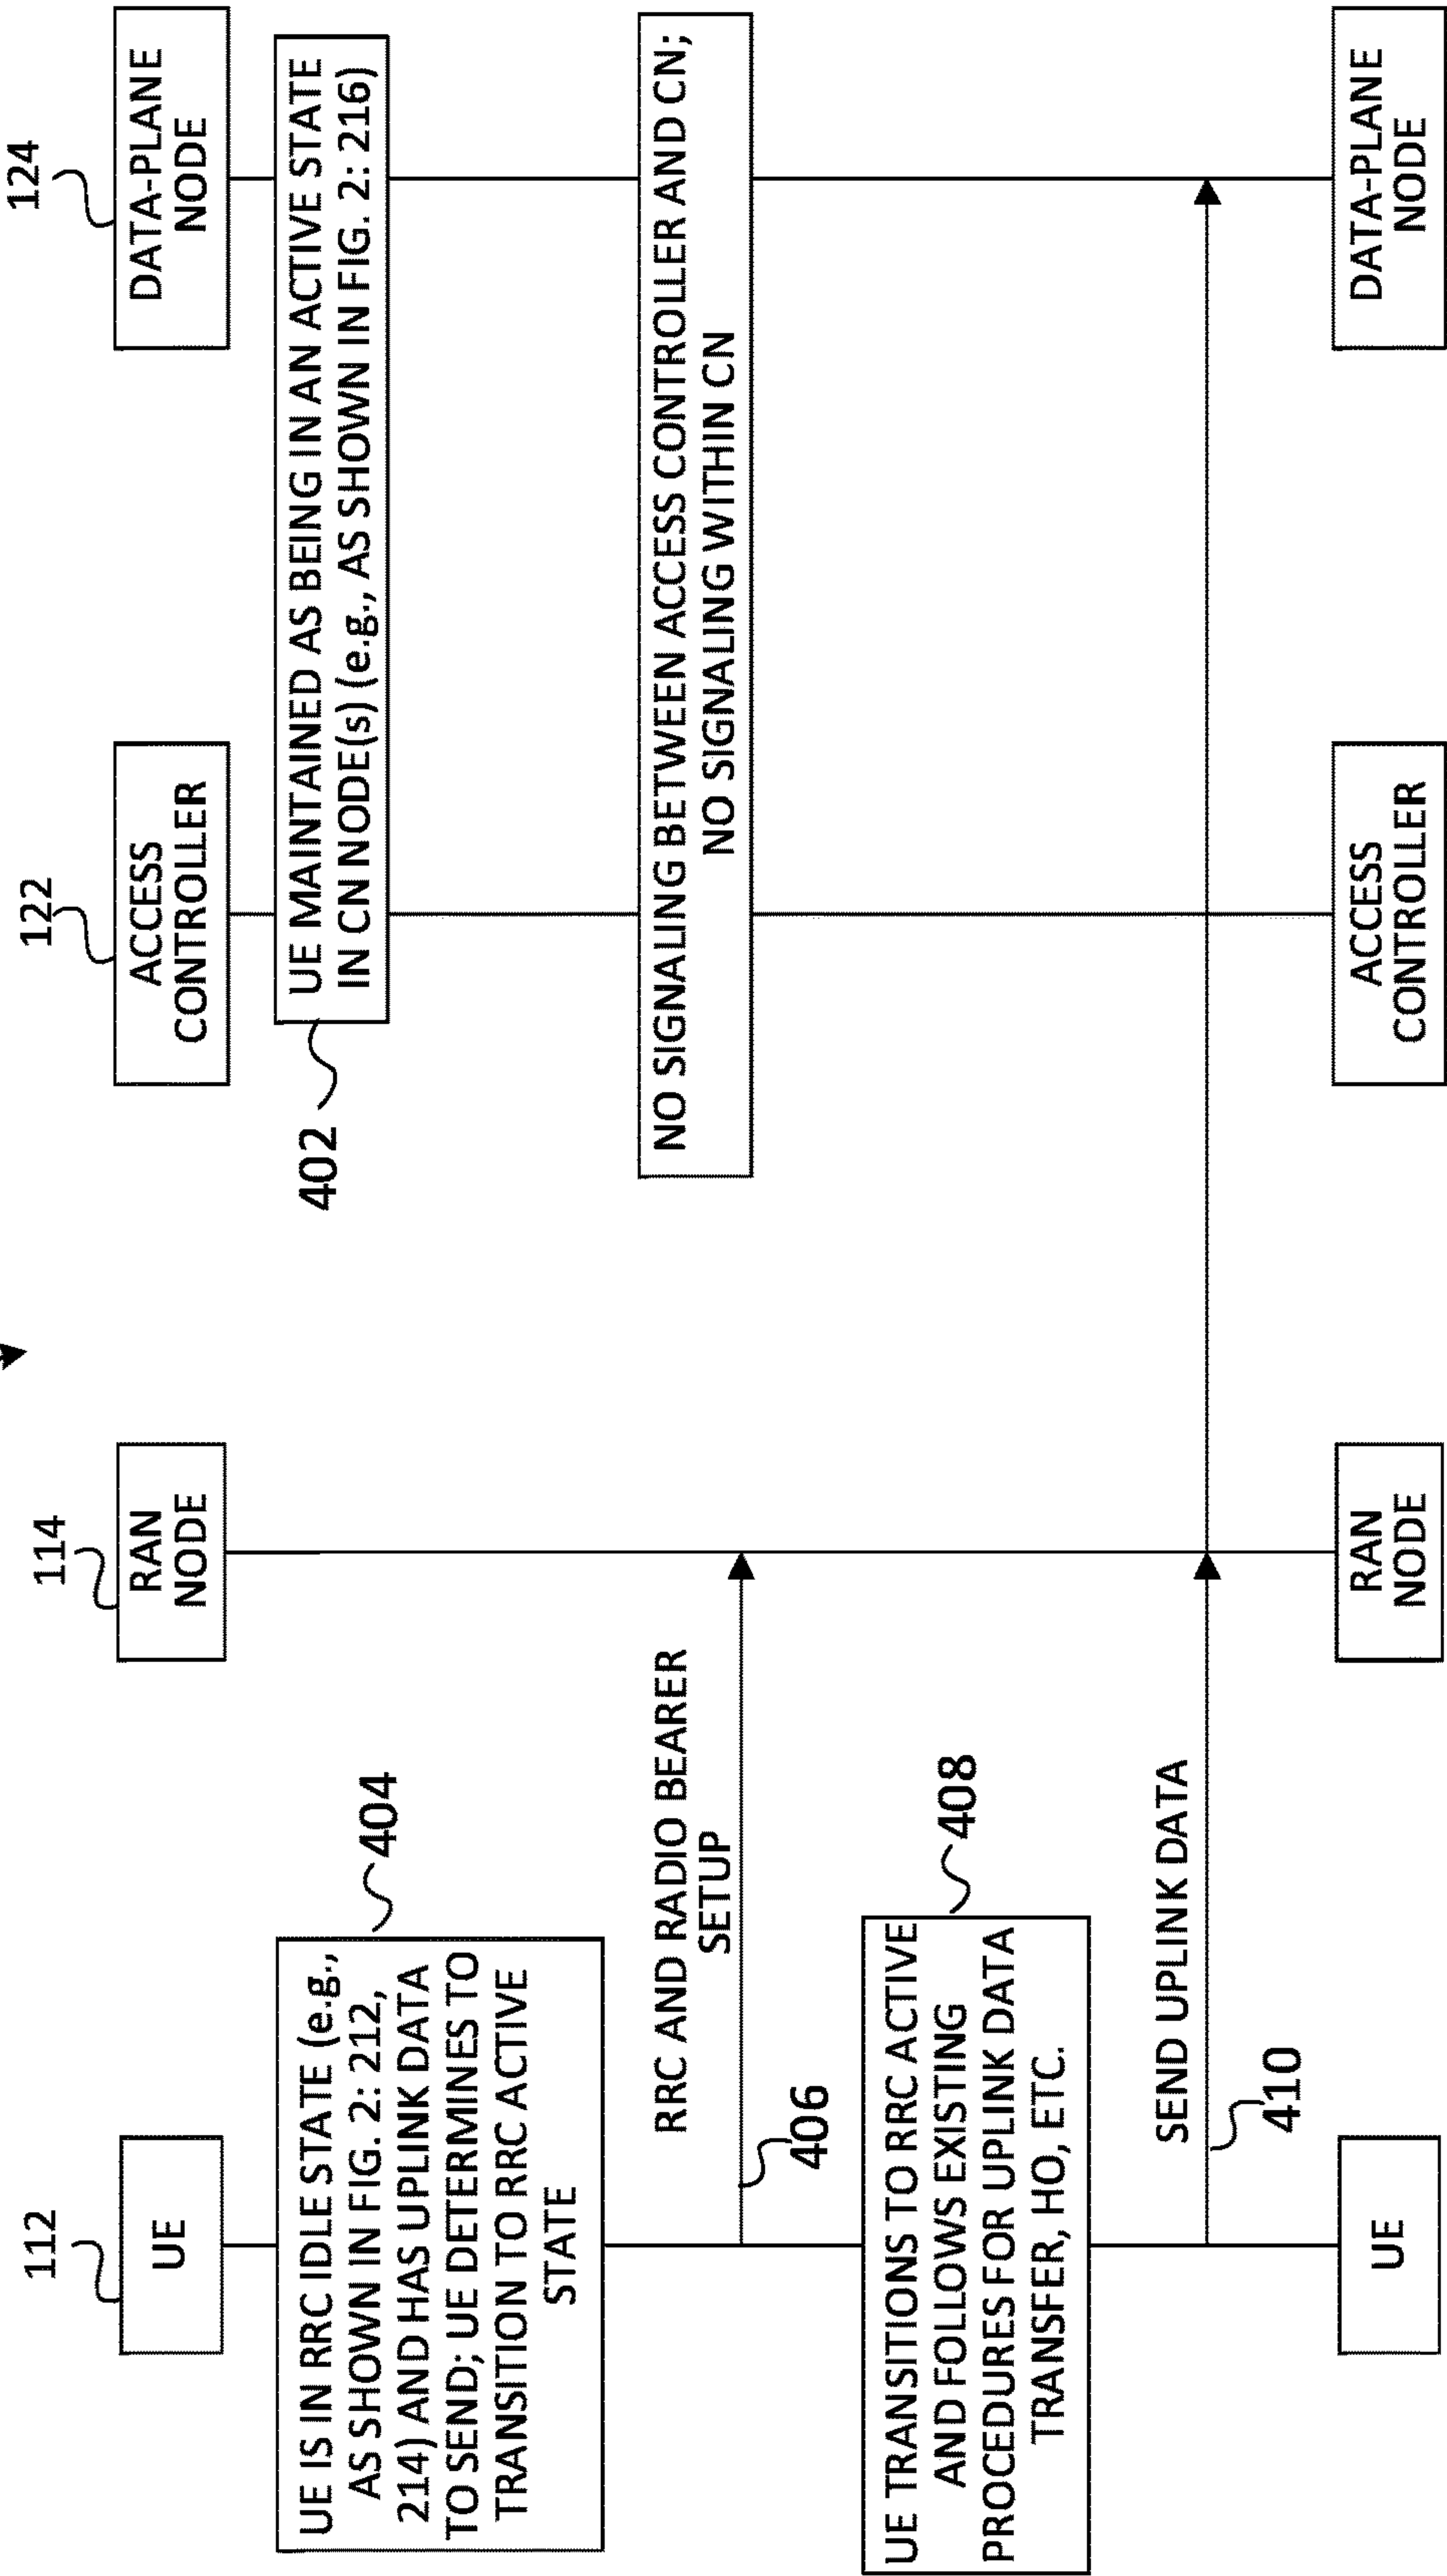 112
114
122
124
UE
RAN
NODE
ACCESS
CONTROLLER
DATA-PLANE
NODE
UE MAINTAINED AS BEING IN AN ACTIVE STATE
IN CN NODE(s) (e.g., AS SHOWN IN FIG. 2: 216)
402
UE IS IN RRC IDLE STATE (e.g.,
AS SHOWN IN FIG. 2: 212,
214) AND HAS UPLINK DATA
TO SEND; UE DETERMINES TO
TRANSITION TO RRC ACTIVE
STATE
404
NO SIGNALING BETWEEN ACCESS CONTROLLER AND CN;
NO SIGNALING WITHIN CN
RRC AND RADIO BEARER
SETUP
406
UE TRANSITIONS TO RRC ACTIVE
AND FOLLOWS EXISTING
PROCEDURES FOR UPLINK DATA
TRANSFER, HO, ETC.
408
SEND UPLINK DATA
410
UE
RAN
NODE
ACCESS
CONTROLLER
DATA-PLANE
NODE